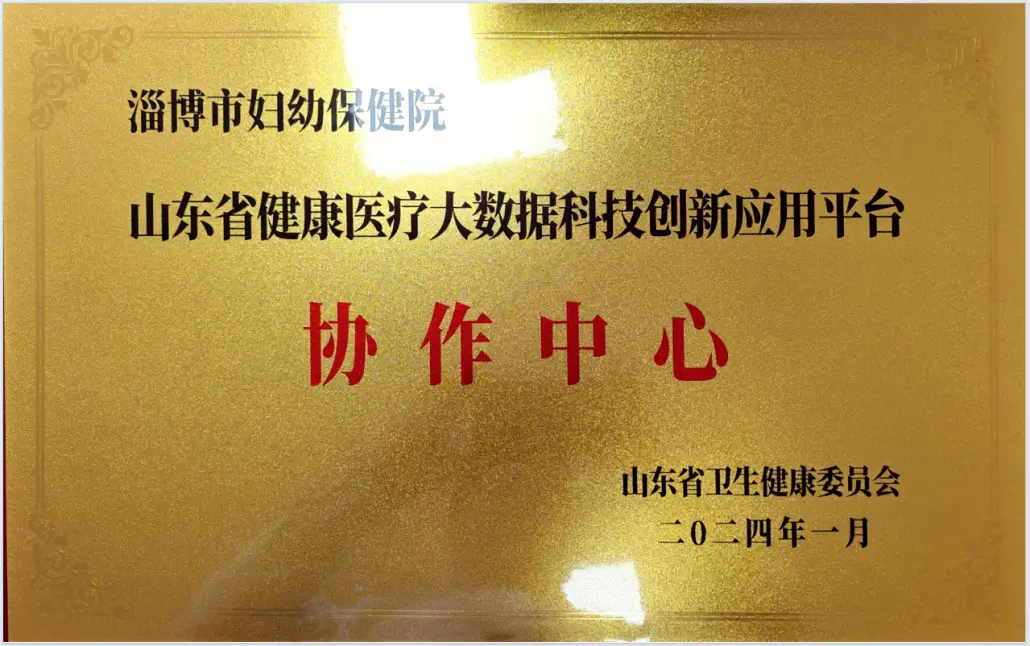 淄博市妇幼保健院
山东省健康医疗大数据科技创新应用平台
协作中心
山东省卫生健康委员会
二0二四年一月